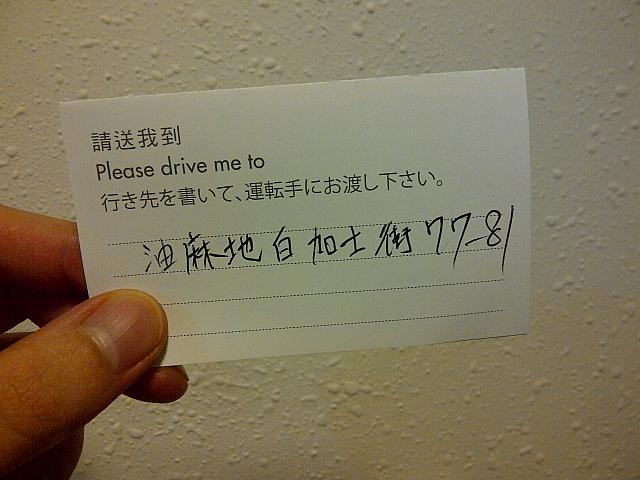 請送我到
Please drive me to
行き先を書いて、運転手にお渡し下さい。
油麻地白加士街77-81